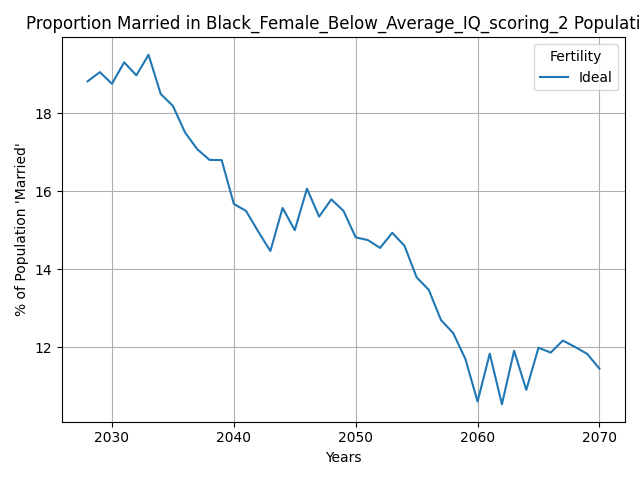 Proportion Married in Black_Female_Below_Average_IQ_scoring_2 Populati
Fertility
Ideal
18
16
14
12
% of Population 'Married'
2030 2040 2050 2060 2070
Years